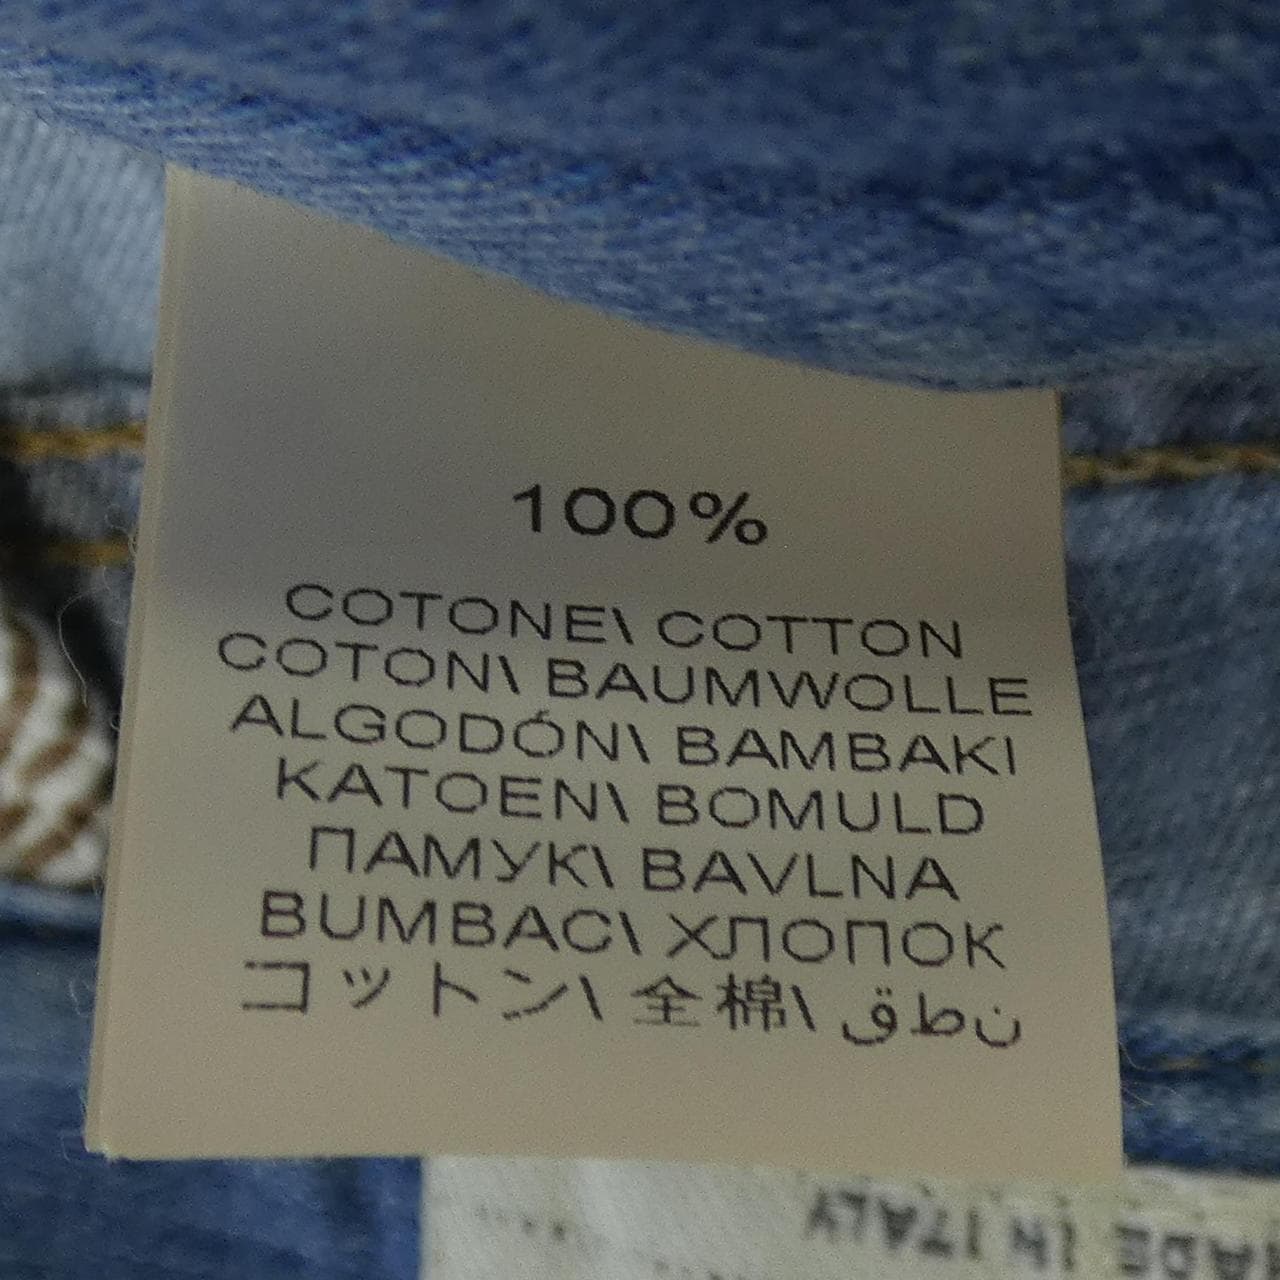 100%
COTONE\ COTTON
COTON\ BAUMWOLLE
ALGODÓN\ BAMBAKI
KATOEN\ BOMULD
ПАМУК\ BAVLNA
BUMBAC\ ХЛОПОК
コットン\ 全棉\ ن ط ق
MADE IN ITALY